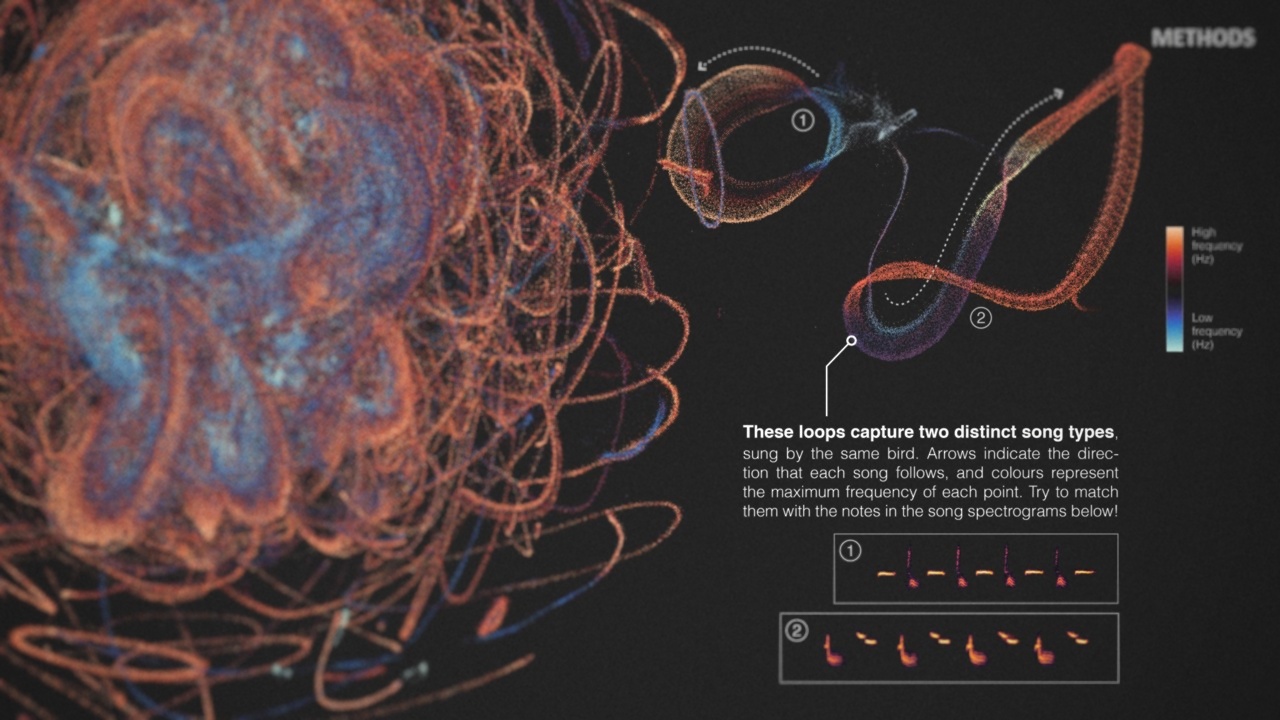 METHODS
1
2
High
frequency
(Hz)
Low
frequency
(Hz)
These loops capture two distinct song types,
sung by the same bird. Arrows indicate the direc-
tion that each song follows, and colours represent
the maximum frequency of each point. Try to match
them with the notes in the song spectrograms below!
1
2